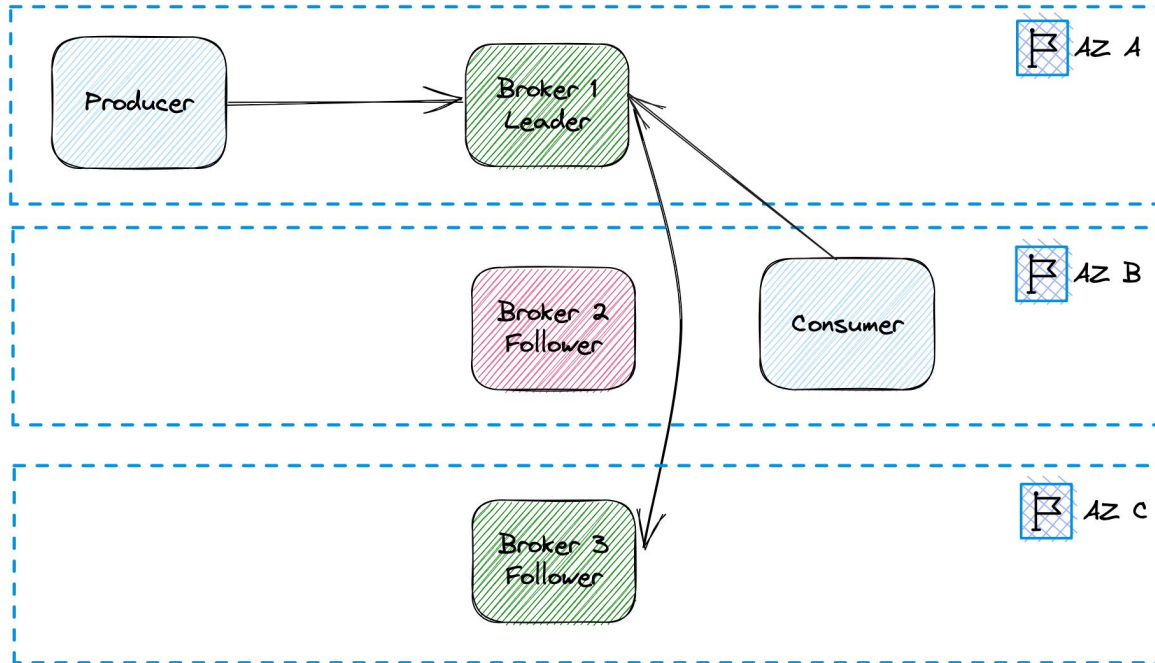 Producer
Broker 1
Leader
AZ A
Broker 2
Follower
Consumer
AZ B
Broker 3
Follower
AZ C